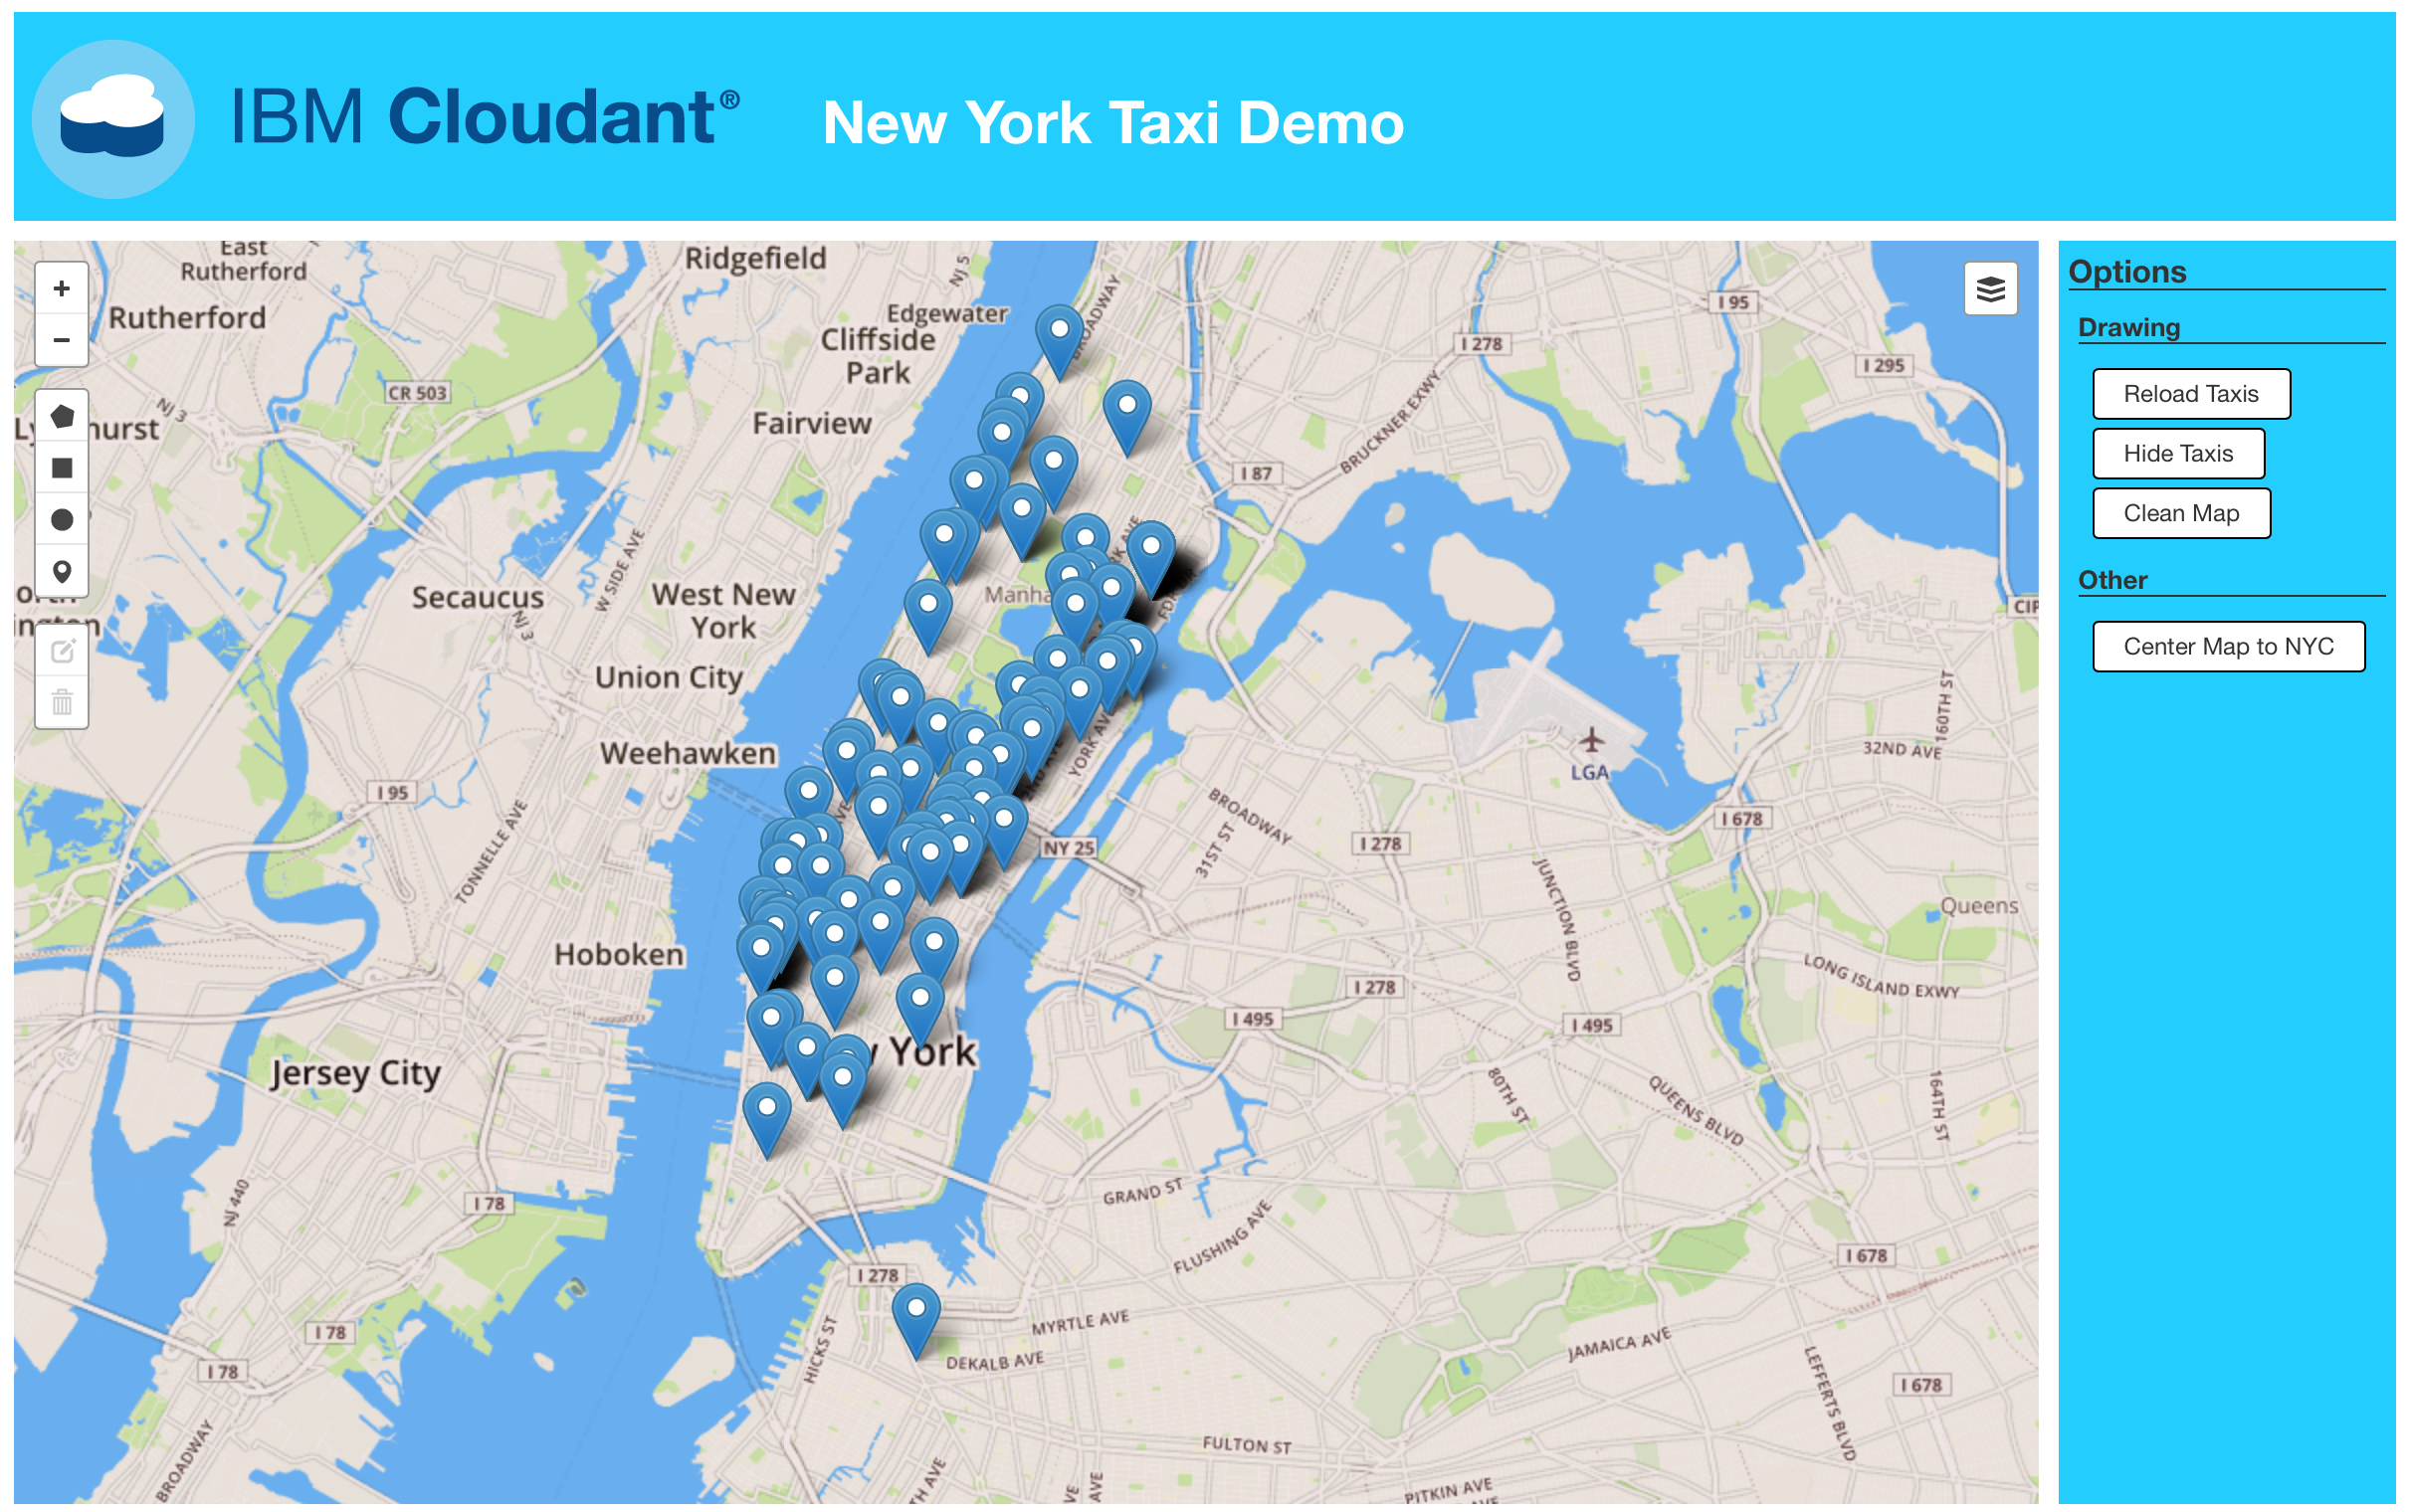 IBM Cloudant®
New York Taxi Demo
East
Rutherford
Rutherford
Ridgefield
NJ 5
Edgewater
Cliffside
Park
Fairview
BROADWAY
I 95
I 278
I 295
CR 503
NJ 3
I 87
BRUCKNER EXWY
Secaucus
W SIDE AVE
NJ 3
West New
York
Union City
Weehawken
YORK AVE
LGA
160TH ST
32ND AVE
I 95
TONNELLE AVE
BROADWAY
31ST ST
NY 25
I 278
I 678
JUNCTION BLVD
Queens
Hoboken
LONG ISLAND EXWY
I 278
I 495
I 495
York
Jersey City
80TH ST
QUEENS BLVD
164TH ST
NJ 440
I 78
GRAND ST
FLUSHING AVE
I 278
I 678
I 78
HICKS ST
MYRTLE AVE
JAMAICA AVE
DEKALB AVE
LEFFERTS BLVD
I 78
I 678
BROADWAY
FULTON ST
AVE
PITKIN AVE
+
−
Options
Drawing
Reload Taxis
Hide Taxis
Clean Map
Other
Center Map to NYC